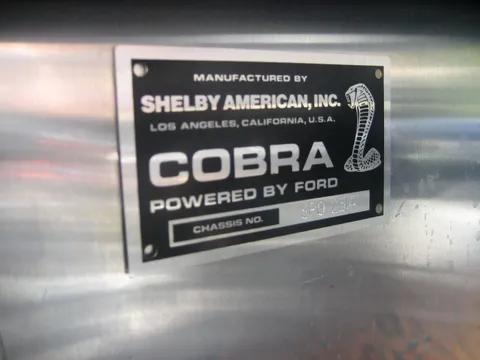 MANUFACTURED BY
SHELBY AMERICAN, INC.
LOS ANGELES, CALIFORNIA, U.S.A.
COBRA
POWERED BY FORD
CHASSIS NO.